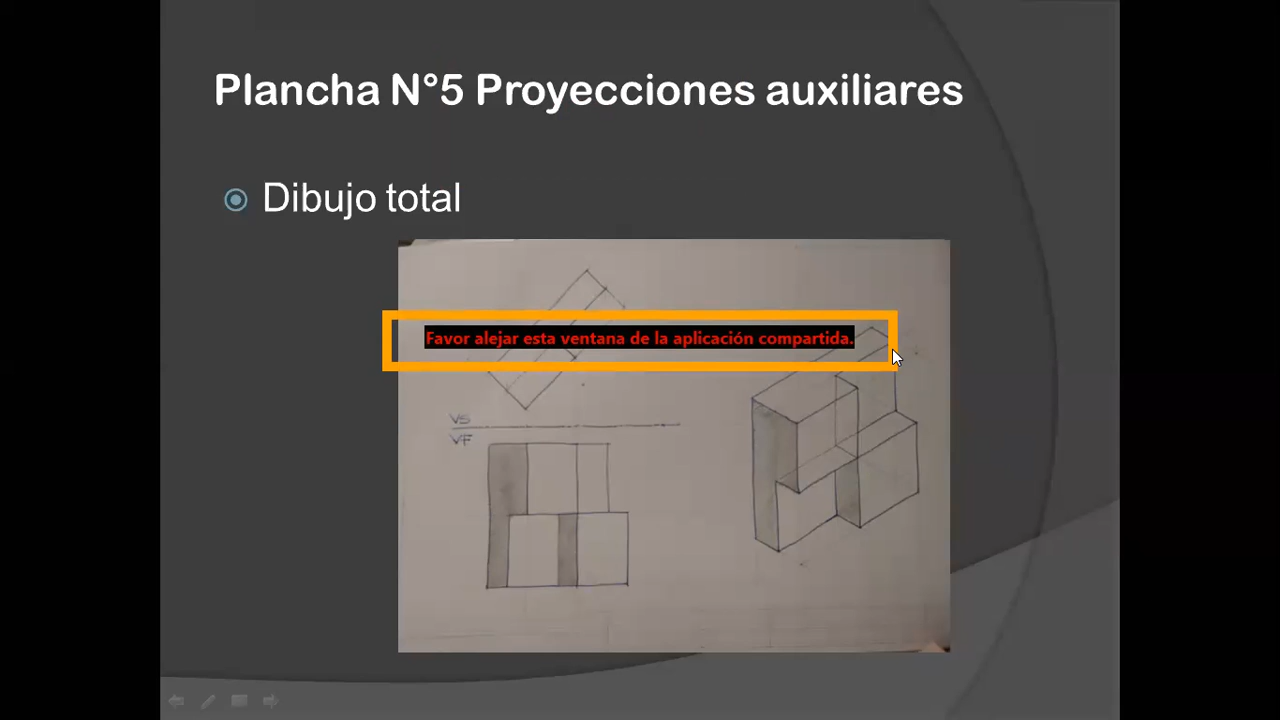 Plancha N°5 Proyecciones auxiliares
Dibujo total
Favor alejar esta ventana de la aplicación compartida.
VS
VF